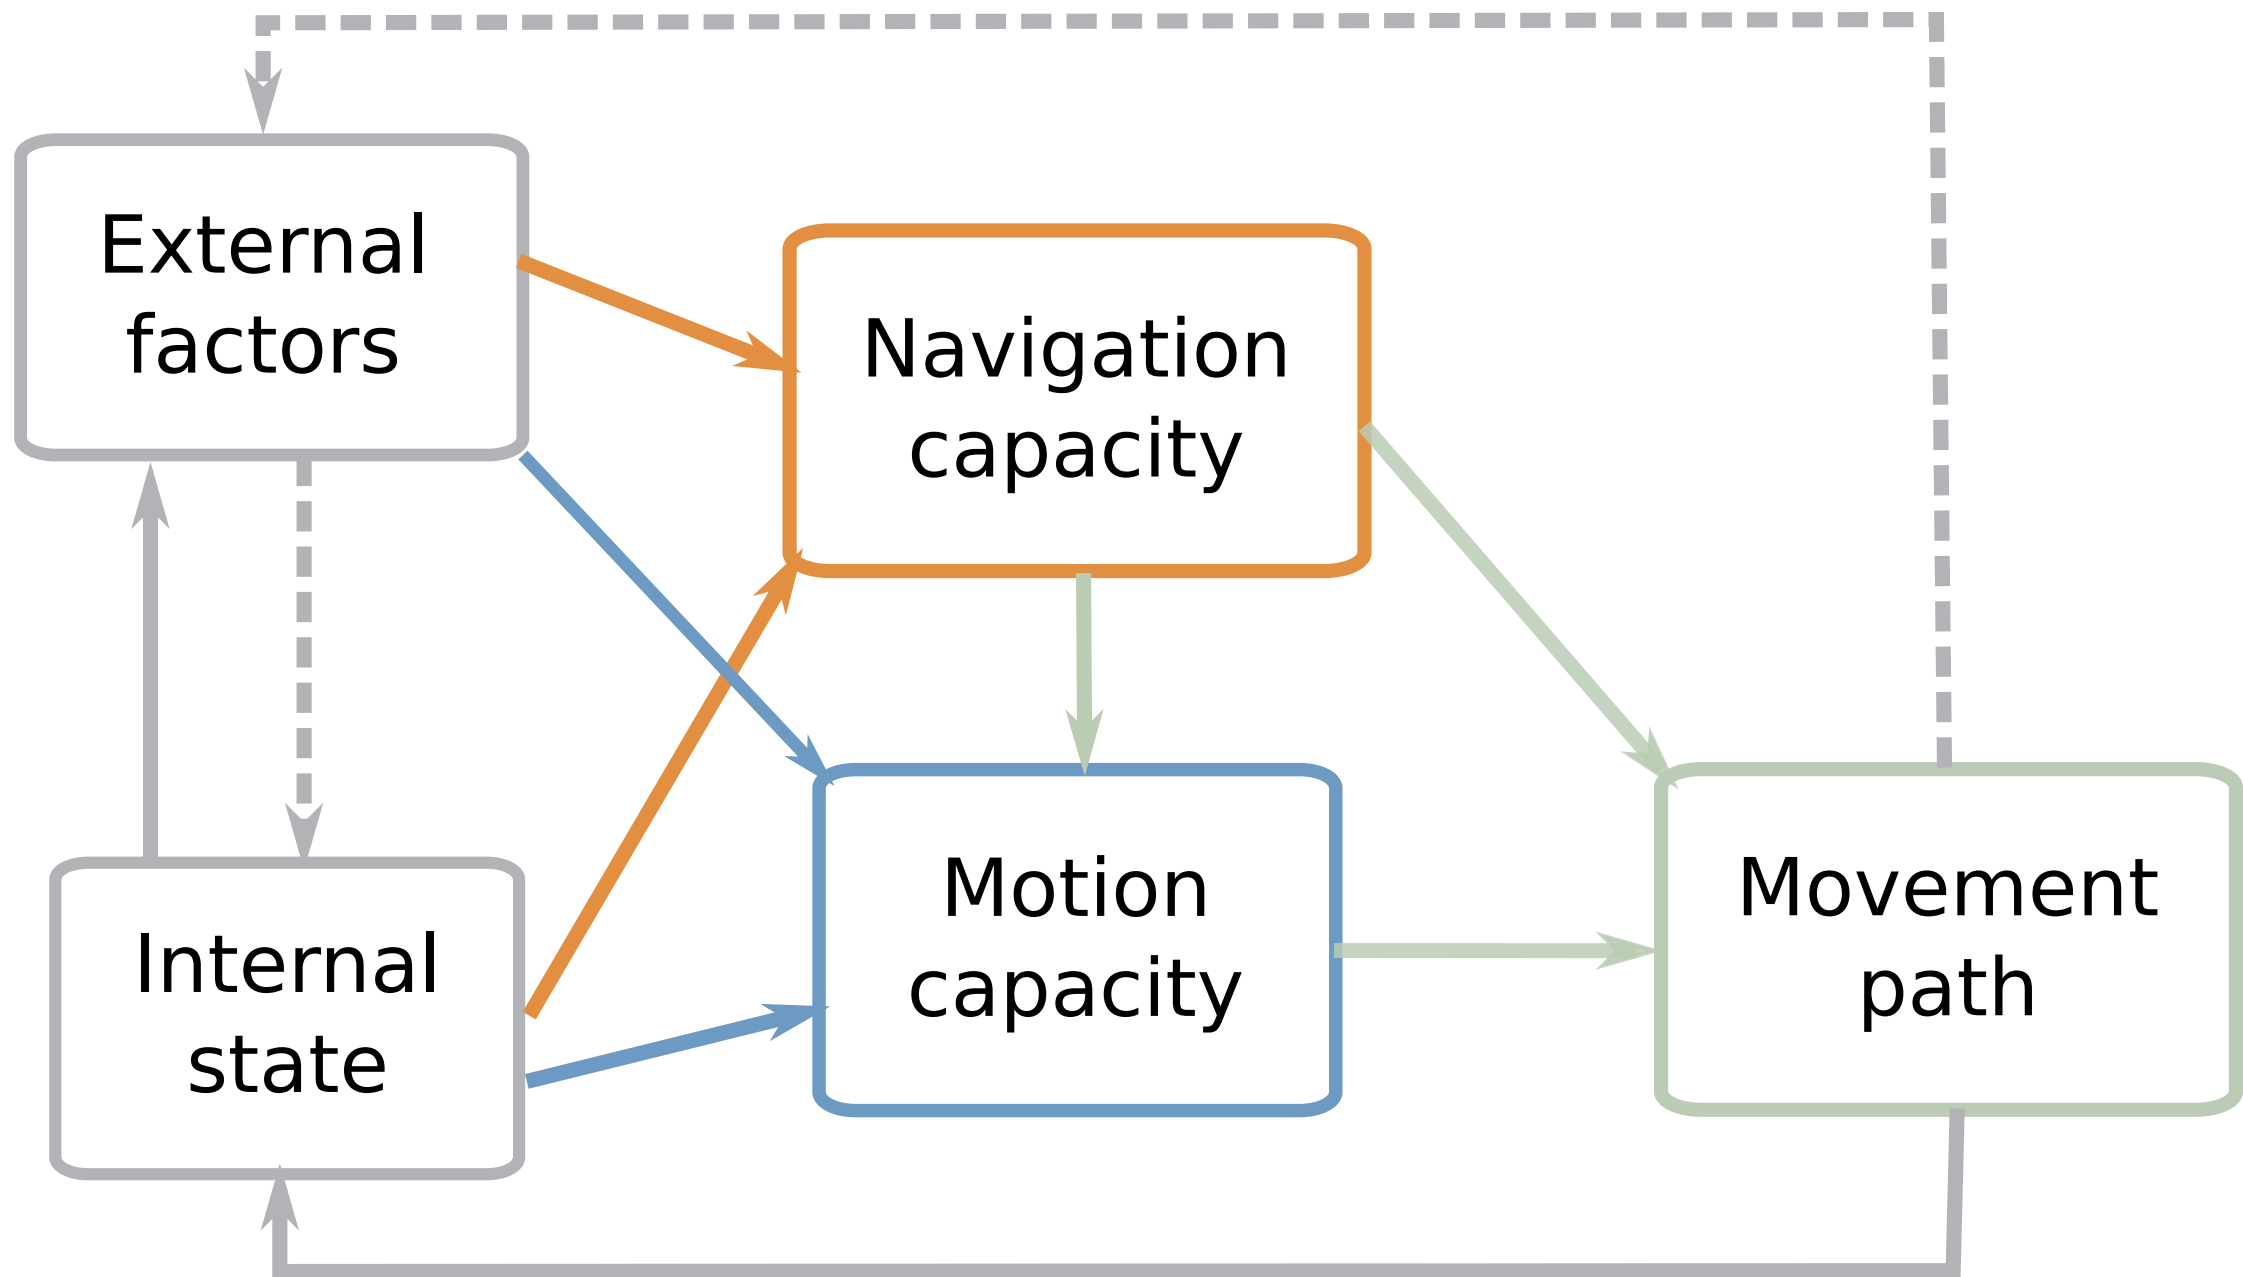 External
factors
Navigation
capacity
Internal
state
Motion
capacity
Movement
path